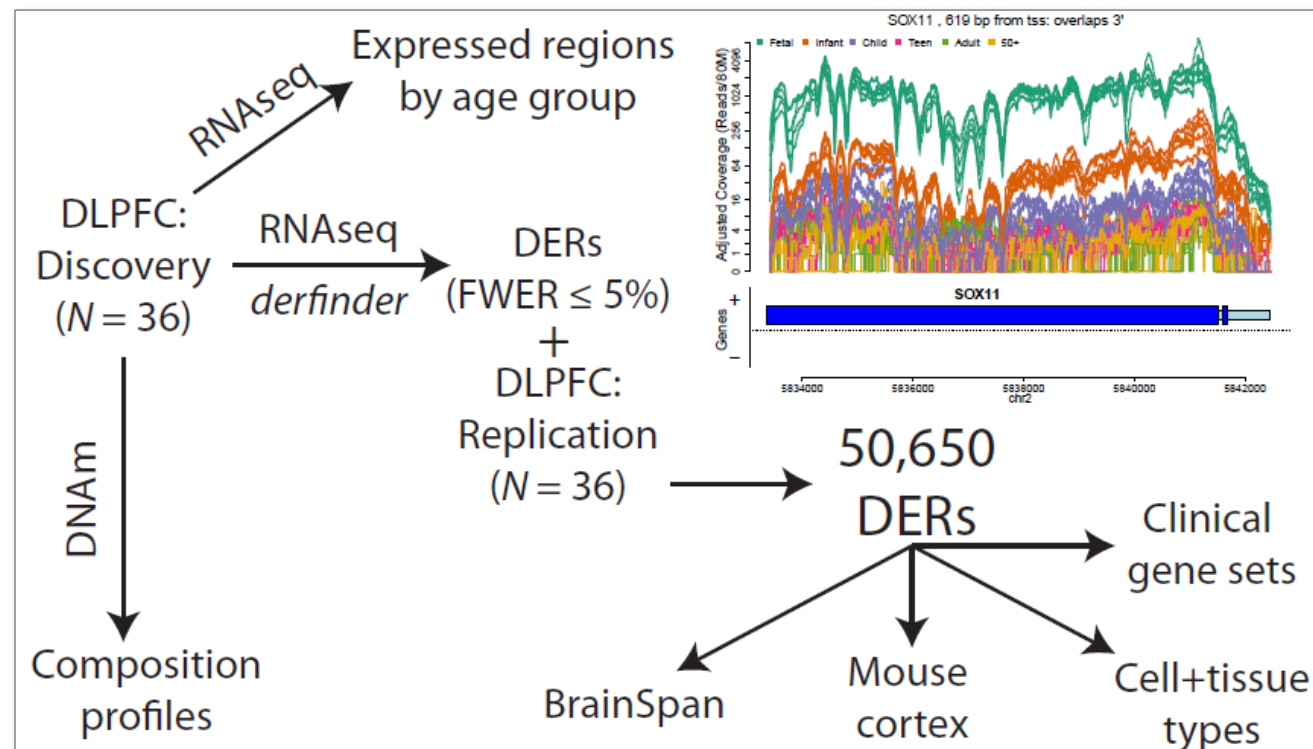 RNAseq
Expressed regions
by age group
DLPFC:
Discovery
(N = 36)
RNAseq
derfinder
DERs
(FWER ≤ 5%)
+
DLPFC:
Replication
(N = 36)
50,650
DERs
DNAm
Composition
profiles
BrainSpan
Mouse
cortex
Cell+tissue
types
Clinical
gene sets
SOX11 , 619 bp from tss: overlaps 3'
Fetal Infant Child Teen Adult 50+
Adjusted Coverage (Reads/80M)
4096
1024
256
64
16
4
1
0
SOX11
Genes
+
−
5834000 5836000 5838000 5840000 5842000
chr2